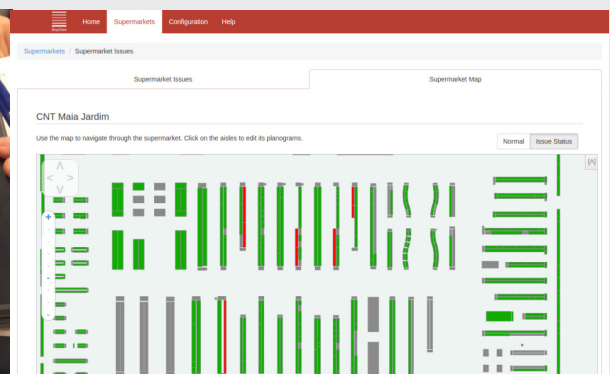 Home Supermarkets Configuration Help
Supermarkets / Supermarket Issues
Supermarket Issues Supermarket Map
CNT Maia Jardim
Use the map to navigate through the supermarket. Click on the aisles to edit its planograms.
Normal Issue Status